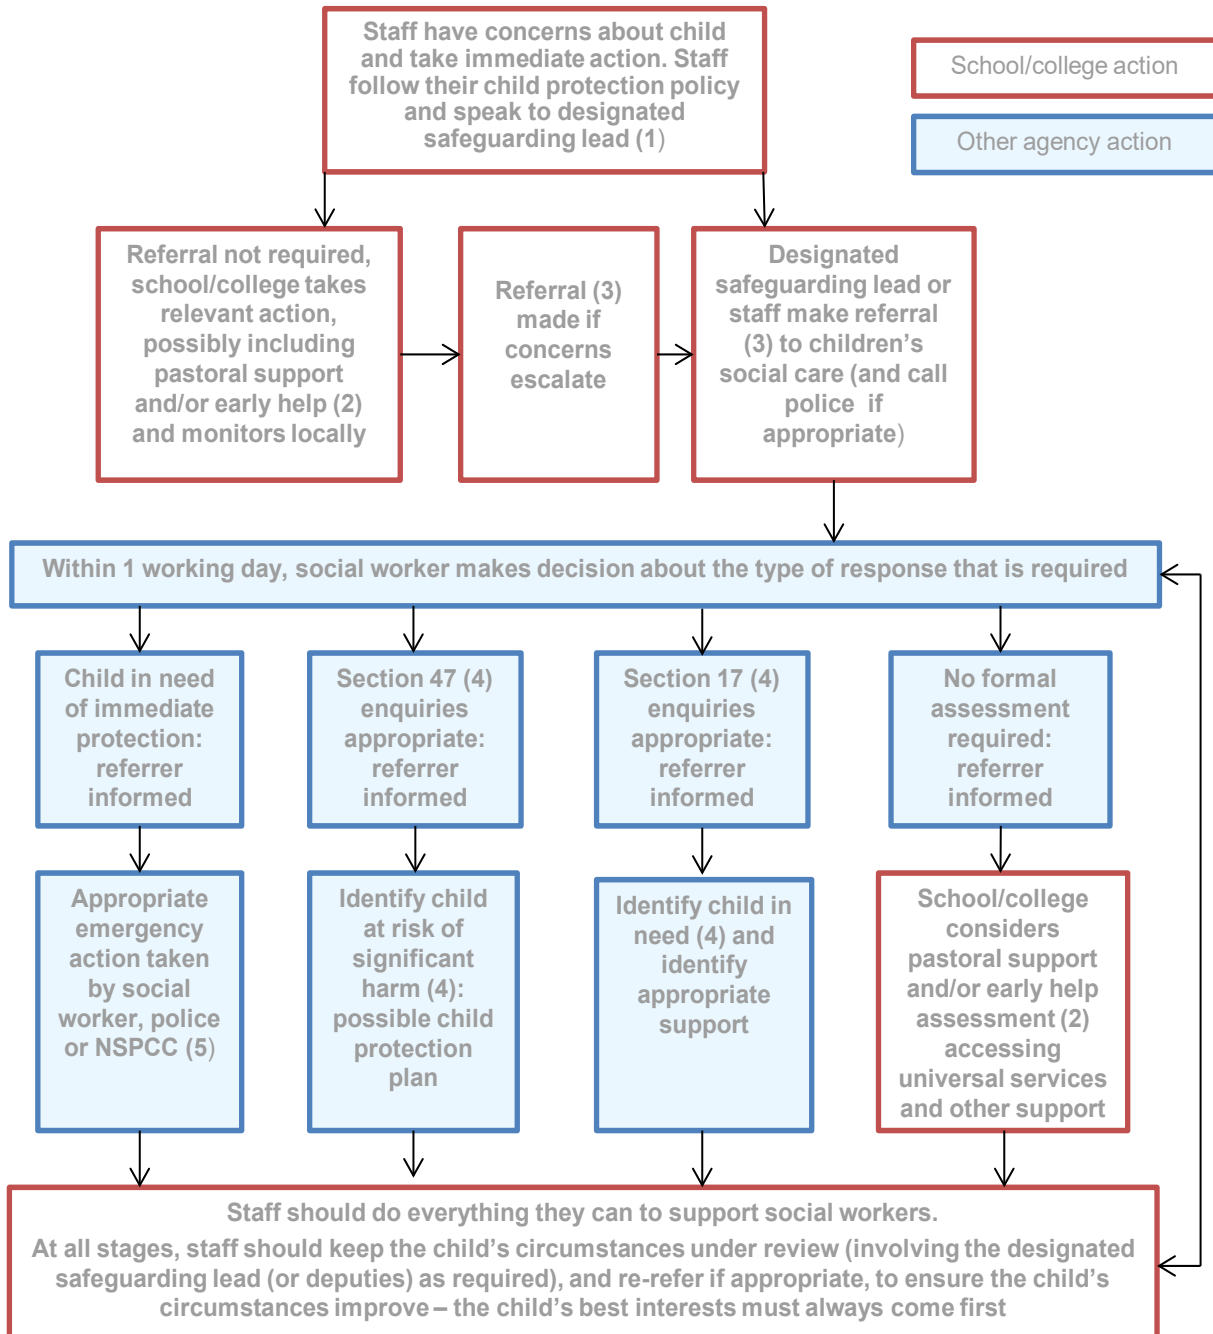 Staff have concerns about child
and take immediate action. Staff
follow their child protection policy
and speak to designated
safeguarding lead (1)
School/college action
Other agency action
Referral not required,
school/college takes
relevant action,
possibly including
pastoral support
and/or early help (2)
and monitors locally
Referral (3)
made if
concerns
escalate
Designated
safeguarding lead or
staff make referral
(3) to children’s
social care (and call
police if
appropriate)
Within 1 working day, social worker makes decision about the type of response that is required
Child in need
of immediate
protection:
referrer
informed
Section 47 (4)
enquiries
appropriate:
referrer
informed
Section 17 (4)
enquiries
appropriate:
referrer
informed
No formal
assessment
required:
referrer
informed
Appropriate
emergency
action taken
by social
worker, police
or NSPCC (5)
Identify child
at risk of
significant
harm (4):
possible child
protection
plan
Identify child in
need (4) and
identify
appropriate
support
School/college
considers
pastoral support
and/or early help
assessment (2)
accessing
universal services
and other support
Staff should do everything they can to support social workers.
At all stages, staff should keep the child’s circumstances under review (involving the designated
safeguarding lead (or deputies) as required), and re-refer if appropriate, to ensure the child’s
circumstances improve – the child’s best interests must always come first